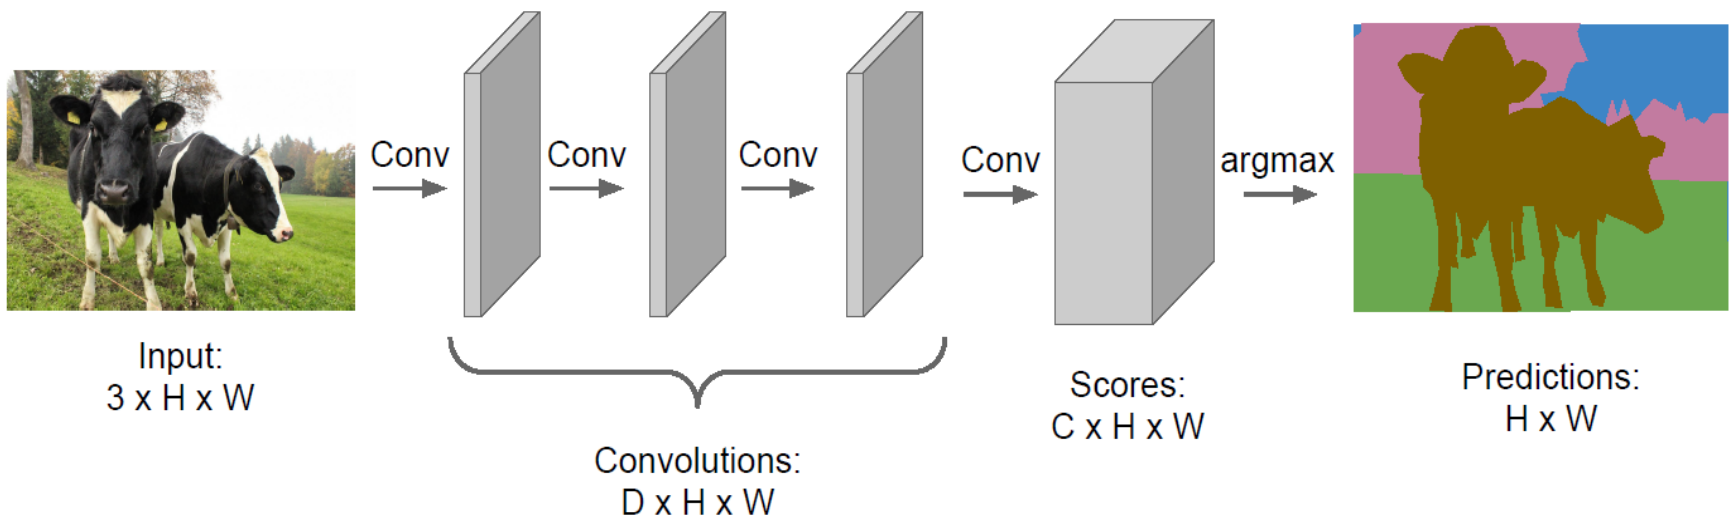 Conv
Conv
Conv
Conv
argmax
Input:
3 x H x W
Convolutions:
D x H x W
Scores:
C x H x W
Predictions:
H x W